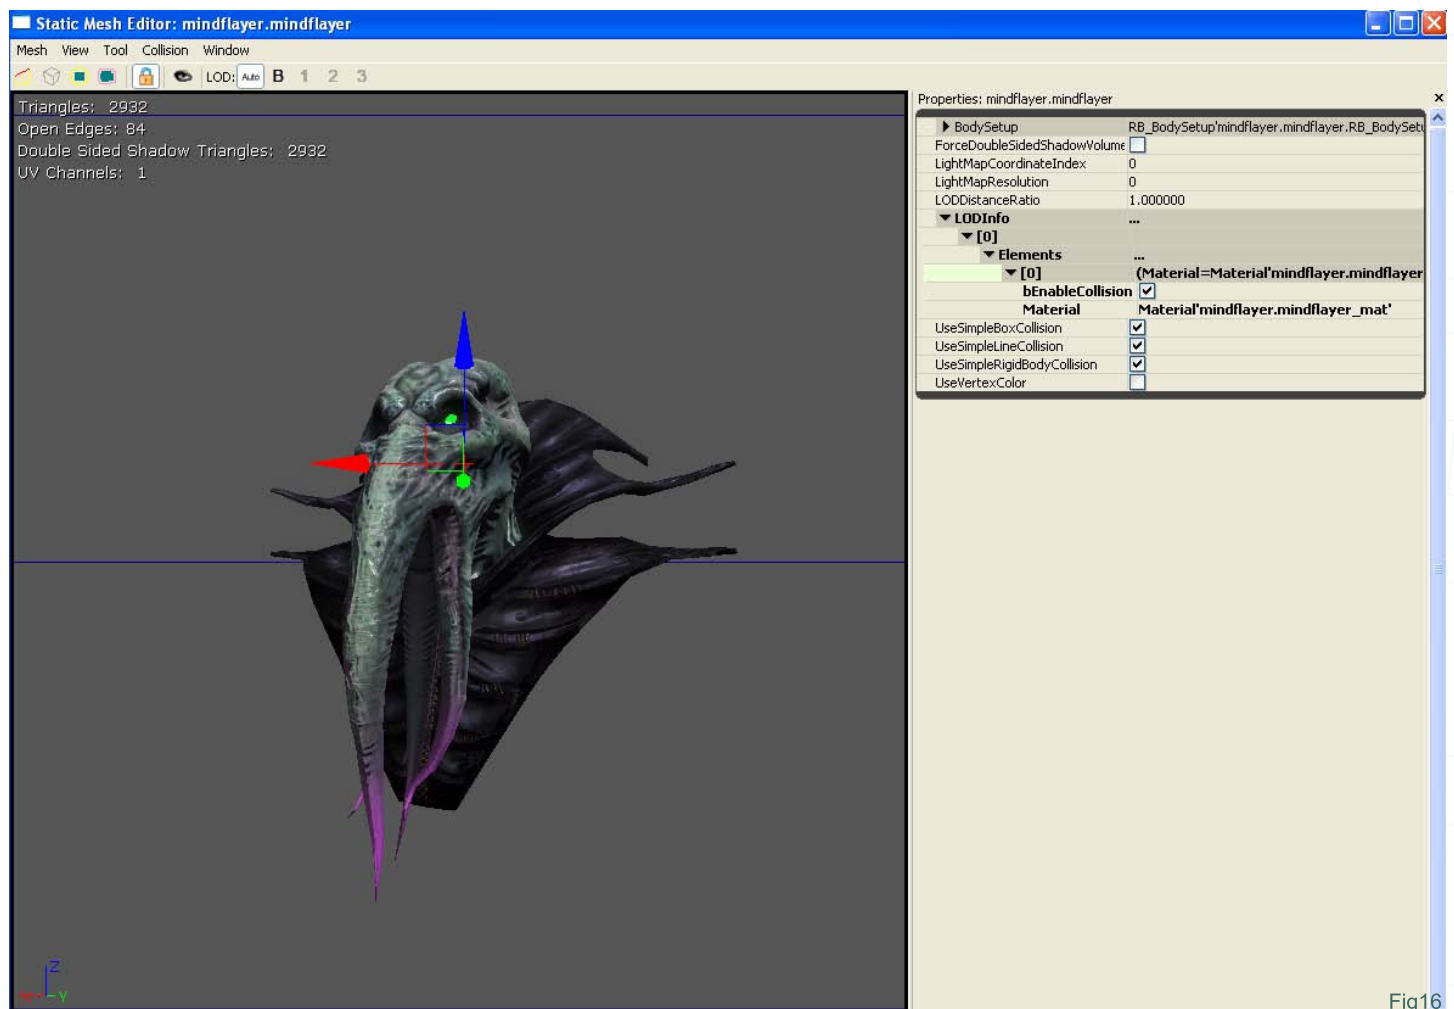 Static Mesh Editor: mindflayer.mindflayer
Mesh View Tool Collision Window
LOD: Auto B 1 2 3
Triangles: 2932
Open Edges: 84
Double Sided Shadow Triangles: 2932
UV Channels: 1
Properties: mindflayer.mindflayer
BodySetup RB_BodySetup'mindflayer.mindflayer.RB_BodySetu
ForceDoubleSidedShadowVolume
LightMapCoordinateIndex 0
LightMapResolution 0
LODDistanceRatio 1.000000
LODInfo ...
[0]
Elements ...
[0] (Material=Material'mindflayer.mindflayer
bEnableCollision
Material Material'mindflayer.mindflayer_mat'
UseSimpleBoxCollision
UseSimpleLineCollision
UseSimpleRigidBodyCollision
UseVertexColor
Z
Y
Fig16